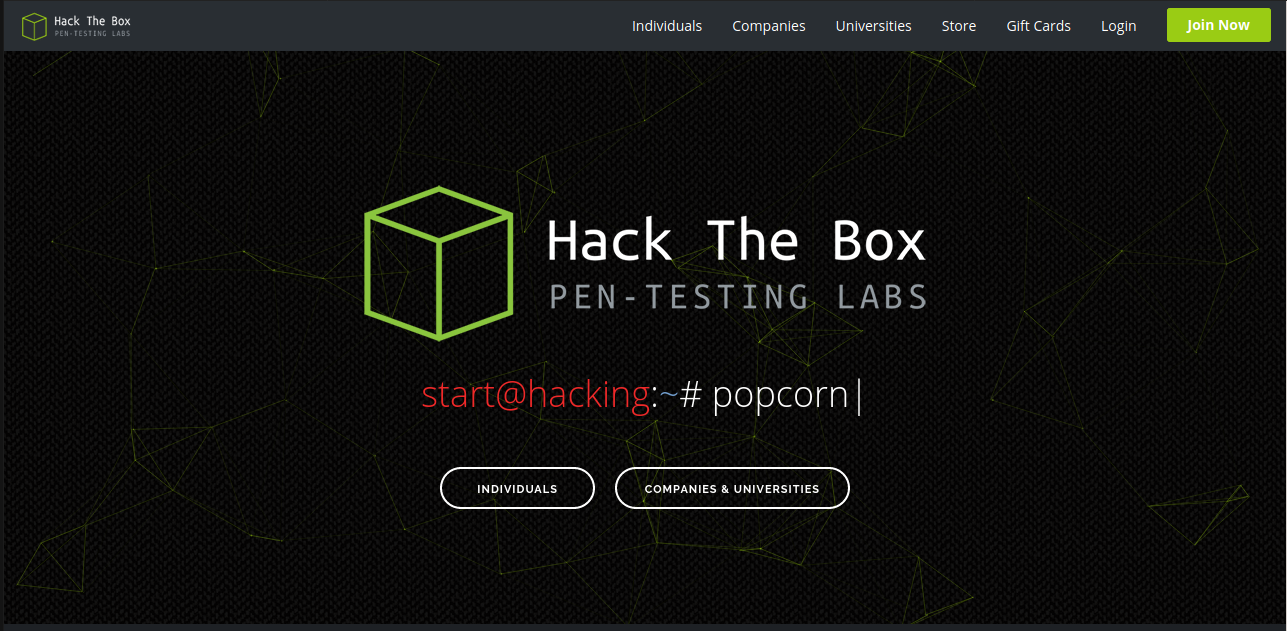 Hack The Box
PEN-TESTING LABS
Individuals Companies Universities Store Gift Cards Login Join Now
Hack The Box
PEN-TESTING LABS
start@hacking:~# popcorn|
INDIVIDUALS COMPANIES & UNIVERSITIES